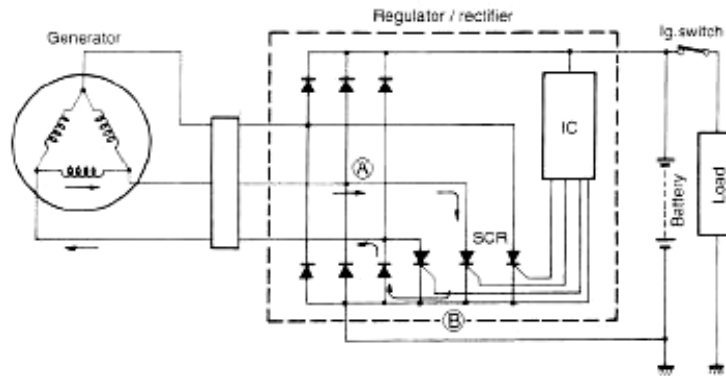 Regulator / rectifier
Generator
Ig. switch
IC
A
SCR
Battery
Load
B